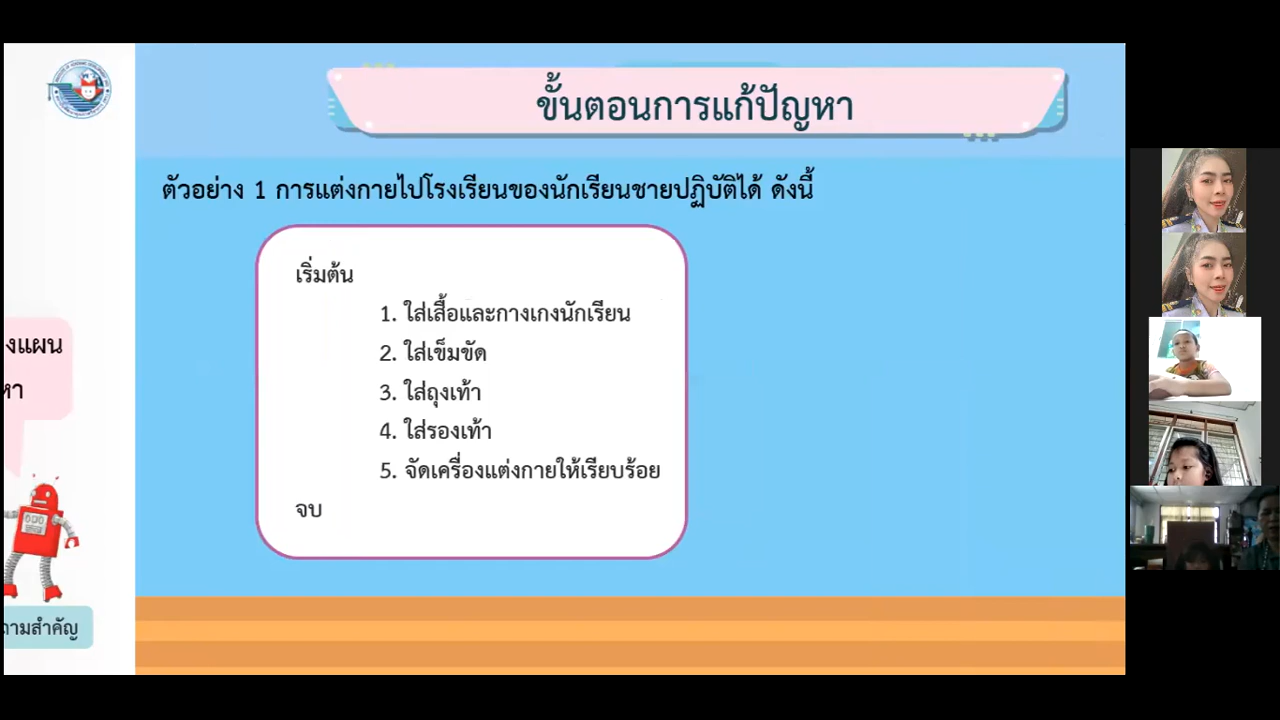 ขั้นตอนการแก้ปัญหา
ตัวอย่าง 1 การแต่งกายไปโรงเรียนของนักเรียนชายปฏิบัติได้ ดังนี้
เริ่มต้น
1. ใส่เสื้อและกางเกงนักเรียน
2. ใส่เข็มขัด
3. ใส่ถุงเท้า
4. ใส่รองเท้า
5. จัดเครื่องแต่งกายให้เรียบร้อย
จบ
งแผน
หา
ถามสำคัญ